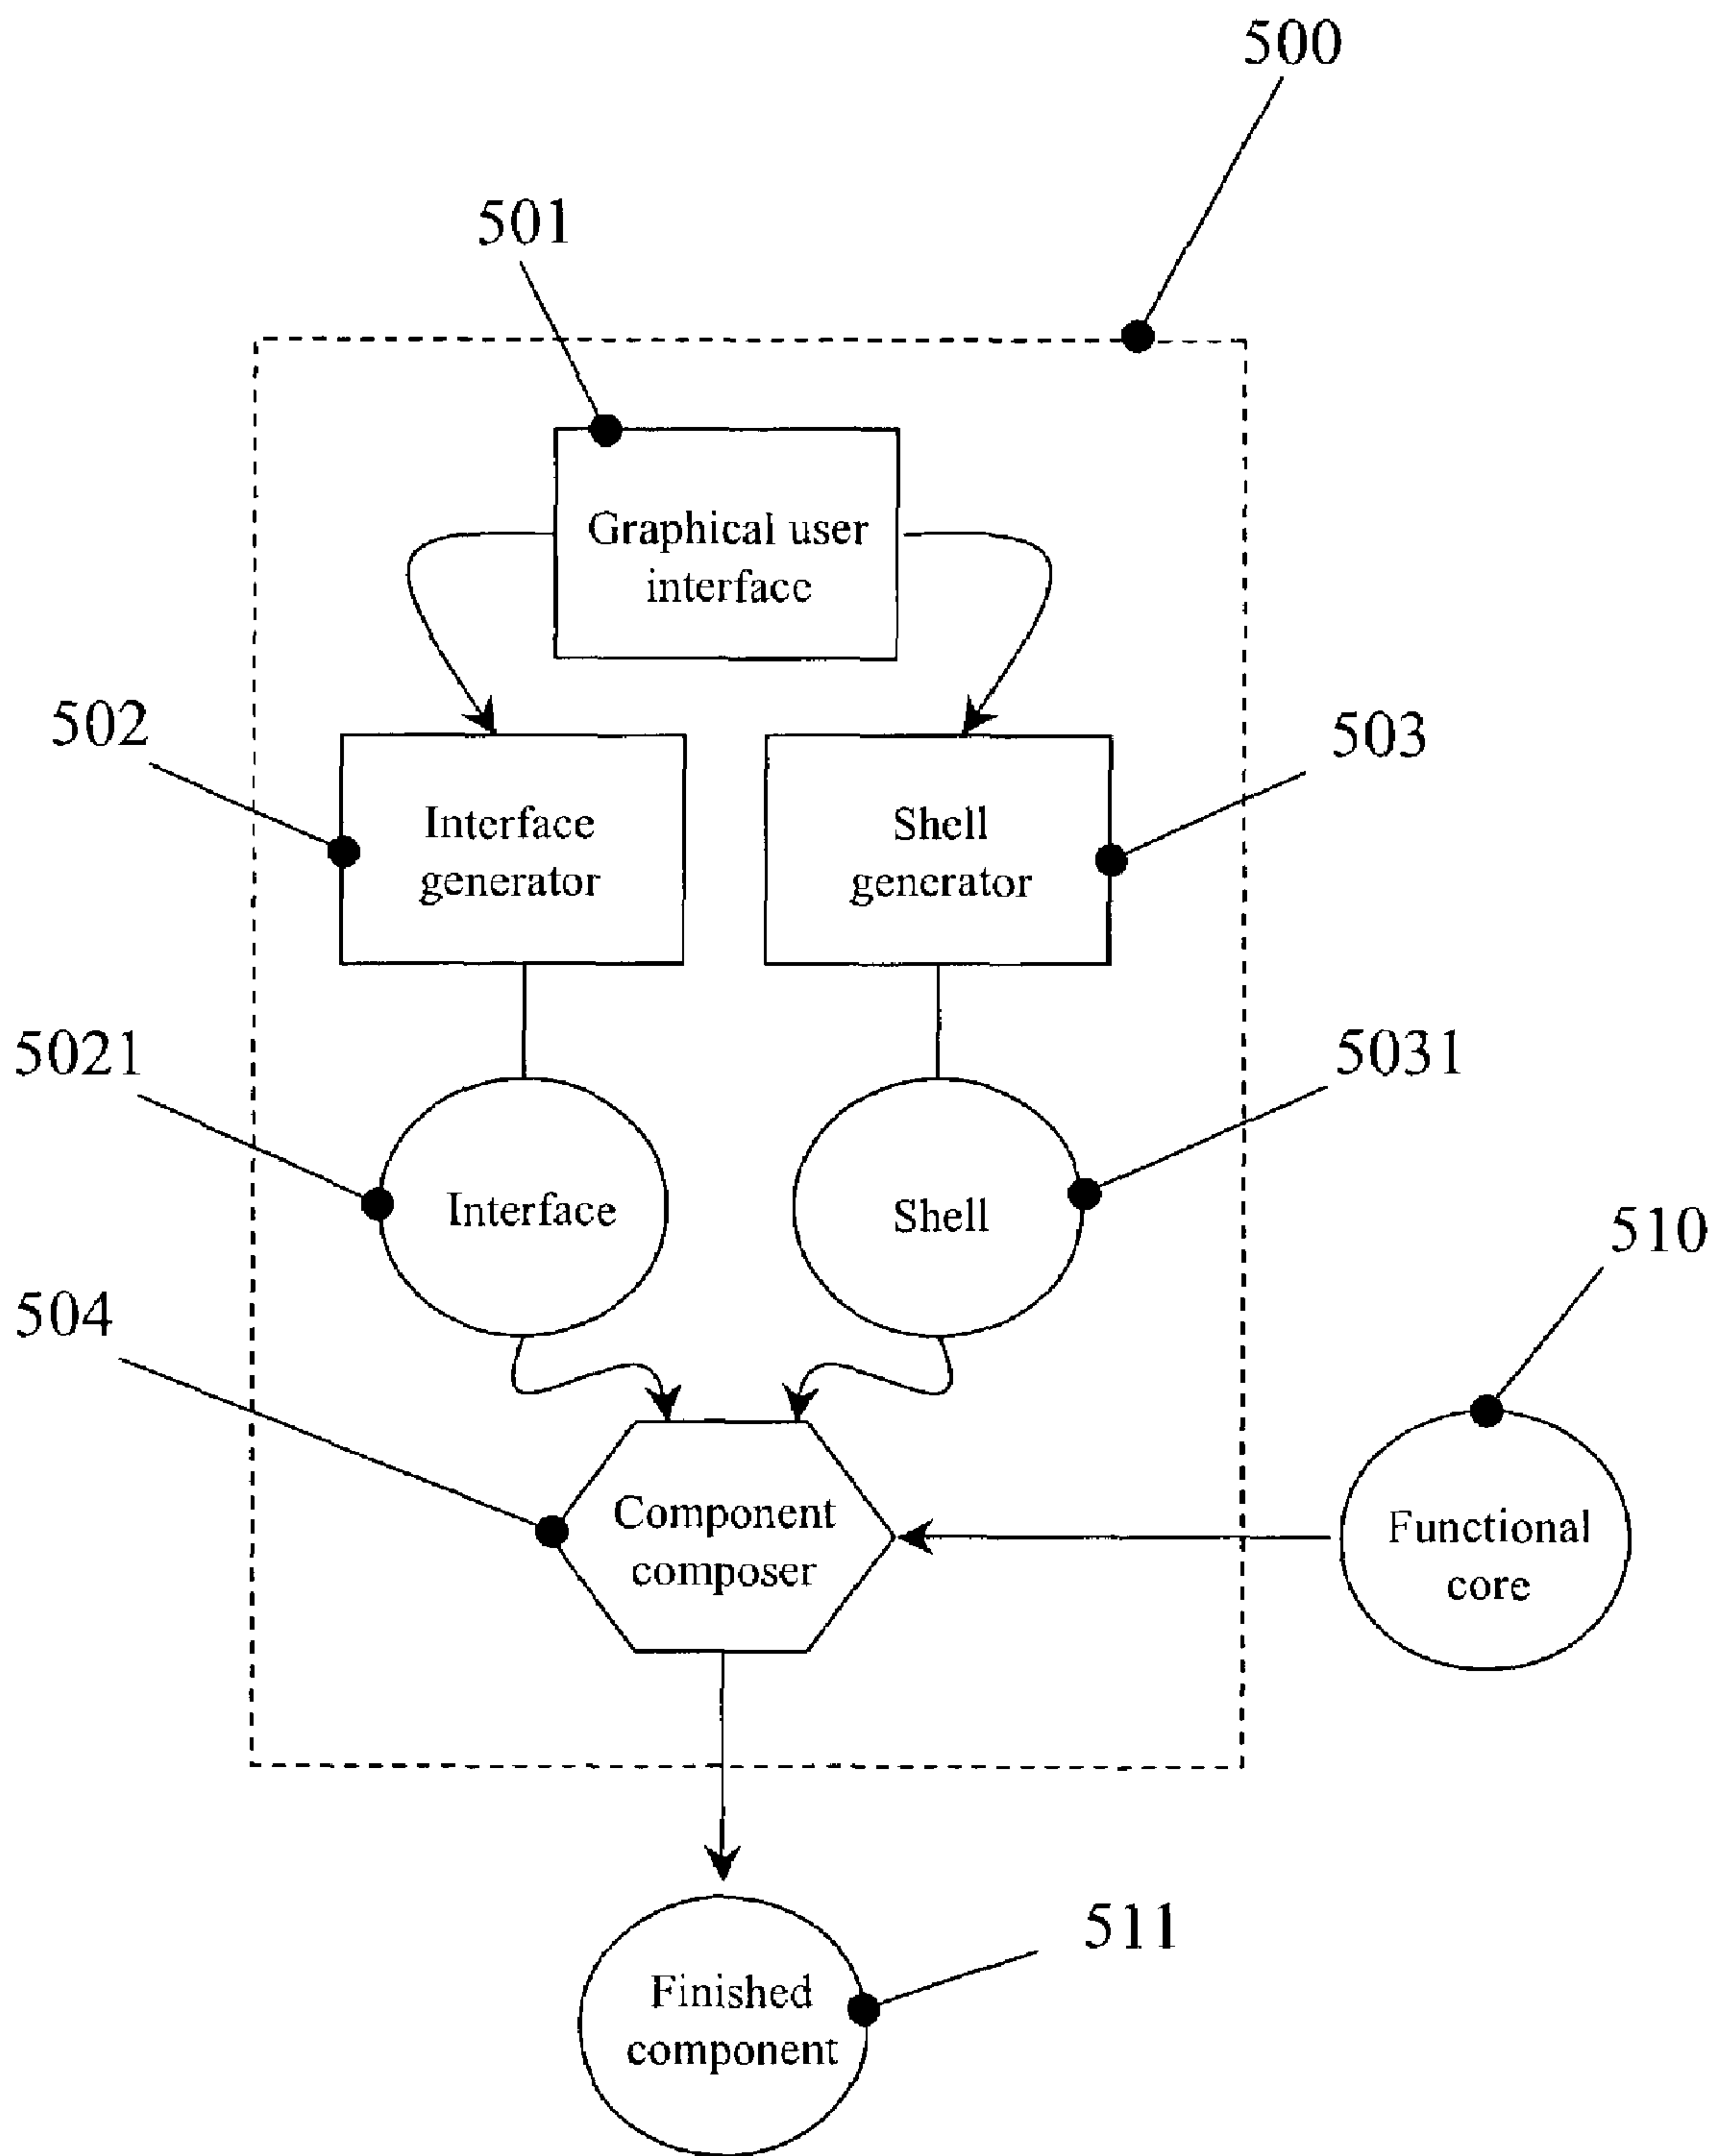 500
501
Graphical user
interface
502
503
Interface
generator
Shell
generator
5021
5031
Interface
Shell
510
504
Component
composer
Functional
core
511
Finished
component